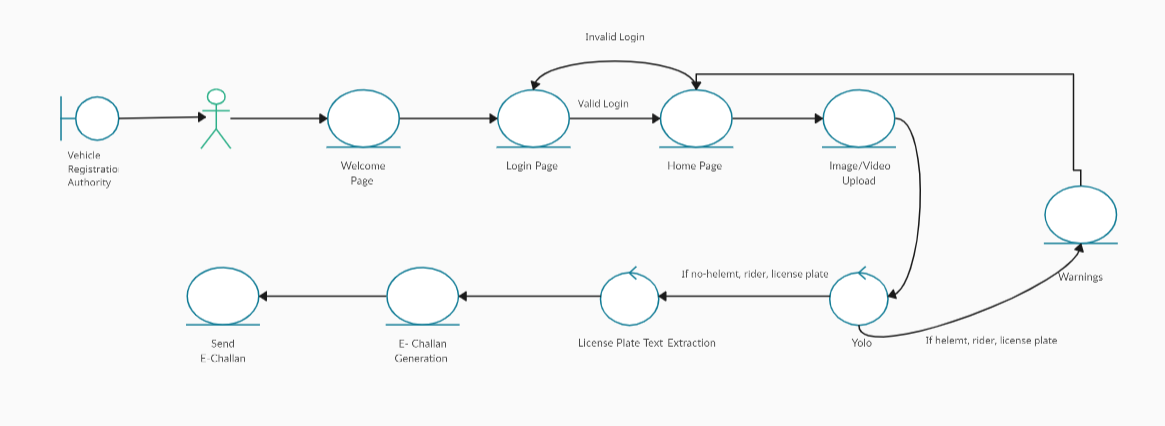 Invalid Login
Valid Login
Vehicle
Registratio
Authority
Welcome
Page
Login Page
Home Page
Image/Video
Upload
Warnings
If no-helemt, rider, license plate
If helemt, rider, license plate
Send
E-Challan
E- Challan
Generation
License Plate Text Extraction
Yolo